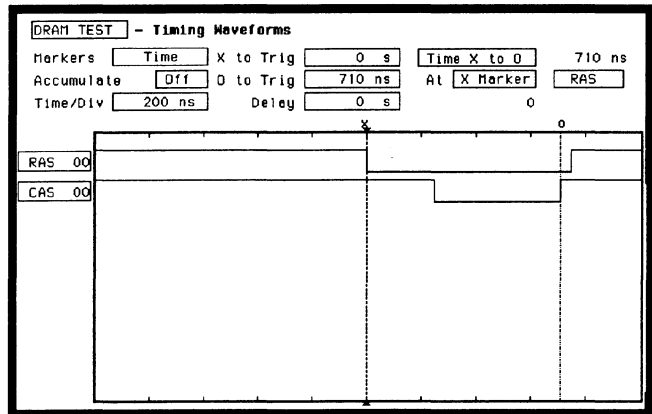 DRAM TEST - Timing Waveforms
Markers Time X to Trig 0 s Time X to O 710 ns
Accumulate Off O to Trig 710 ns At X Marker RAS
Time/Div 200 ns Delay 0 s 0
X O
RAS 00
CAS 00